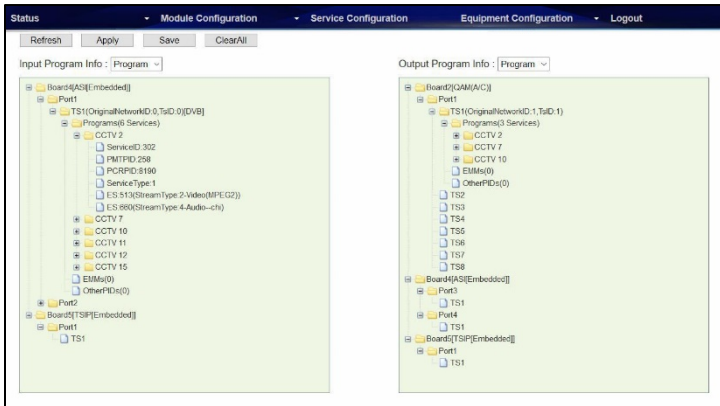 Status Module Configuration Service Configuration Equipment Configuration Logout
Refresh Apply Save ClearAll
Input Program Info : Program
Board4[ASI[Embedded]]
Port1
TS1(OriginalNetworkID:0,TsID:0)[DVB]
Programs(6 Services)
CCTV 2
ServiceID:302
PMTPID:258
PCRPID:8190
ServiceType:1
ES:513(StreamType:2-Video(MPEG2))
ES:660(StreamType:4-Audio--chi)
CCTV 7
CCTV 10
CCTV 11
CCTV 12
CCTV 15
EMMs(0)
OtherPIDs(0)
Port2
Board5[TSIP[Embedded]]
Port1
TS1
Output Program Info : Program
Board2[QAM(A/C)]
Port1
TS1(OriginalNetworkID:1,TsID:1)
Programs(3 Services)
CCTV 2
CCTV 7
CCTV 10
EMMs(0)
OtherPIDs(0)
TS2
TS3
TS4
TS5
TS6
TS7
TS8
Board4[ASI[Embedded]]
Port3
TS1
Port4
TS1
Board5[TSIP[Embedded]]
Port1
TS1